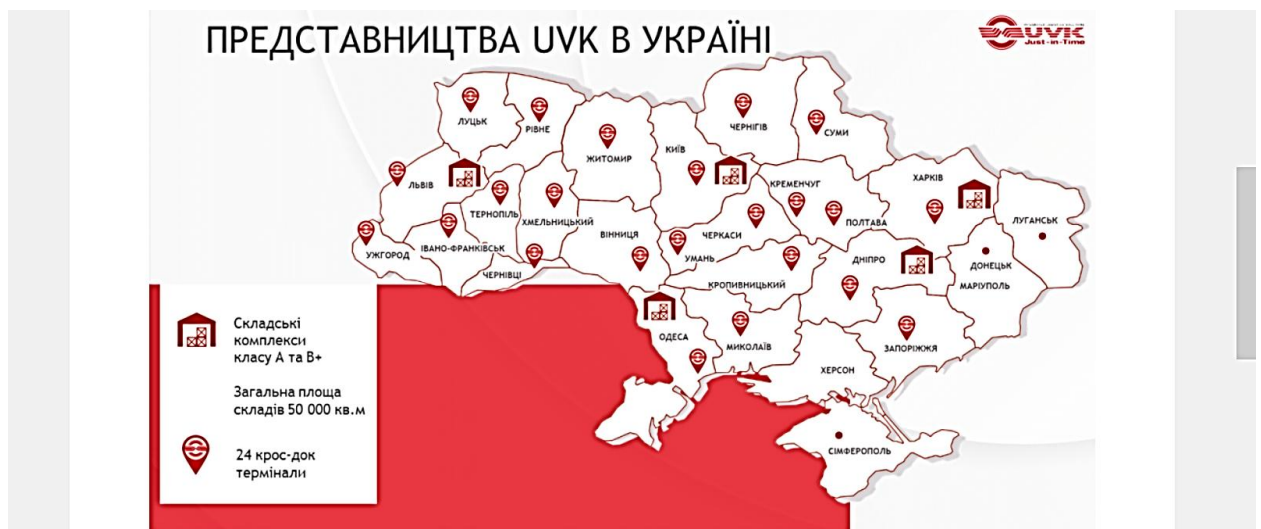 ПРЕДСТАВНИЦТВА UVK В УКРАЇНІ
UVK
Just-in-Time
ЛУЦЬК
РІВНЕ
ЖИТОМИР
КИЇВ
ЧЕРНІГІВ
СУМИ
ЛЬВІВ
ТЕРНОПІЛЬ
ХМЕЛЬНИЦЬКИЙ
ВІННИЦЯ
ЧЕРКАСИ
КРЕМЕНЧУГ
ПОЛТАВА
ХАРКІВ
ЛУГАНСЬК
УЖГОРОД
ІВАНО-ФРАНКІВСЬК
ЧЕРНІВЦІ
УМАНЬ
КРОПИВНИЦЬКИЙ
ДНІПРО
ДОНЕЦЬК
МАРІУПОЛЬ
ОДЕСА
МИКОЛАЇВ
ЗАПОРІЖЖЯ
ХЕРСОН
СІМФЕРОПОЛЬ
Складські
комплекси
класу А та В+
Загальна площа
складів 50 000 кв.м
24 крос-док
термінали